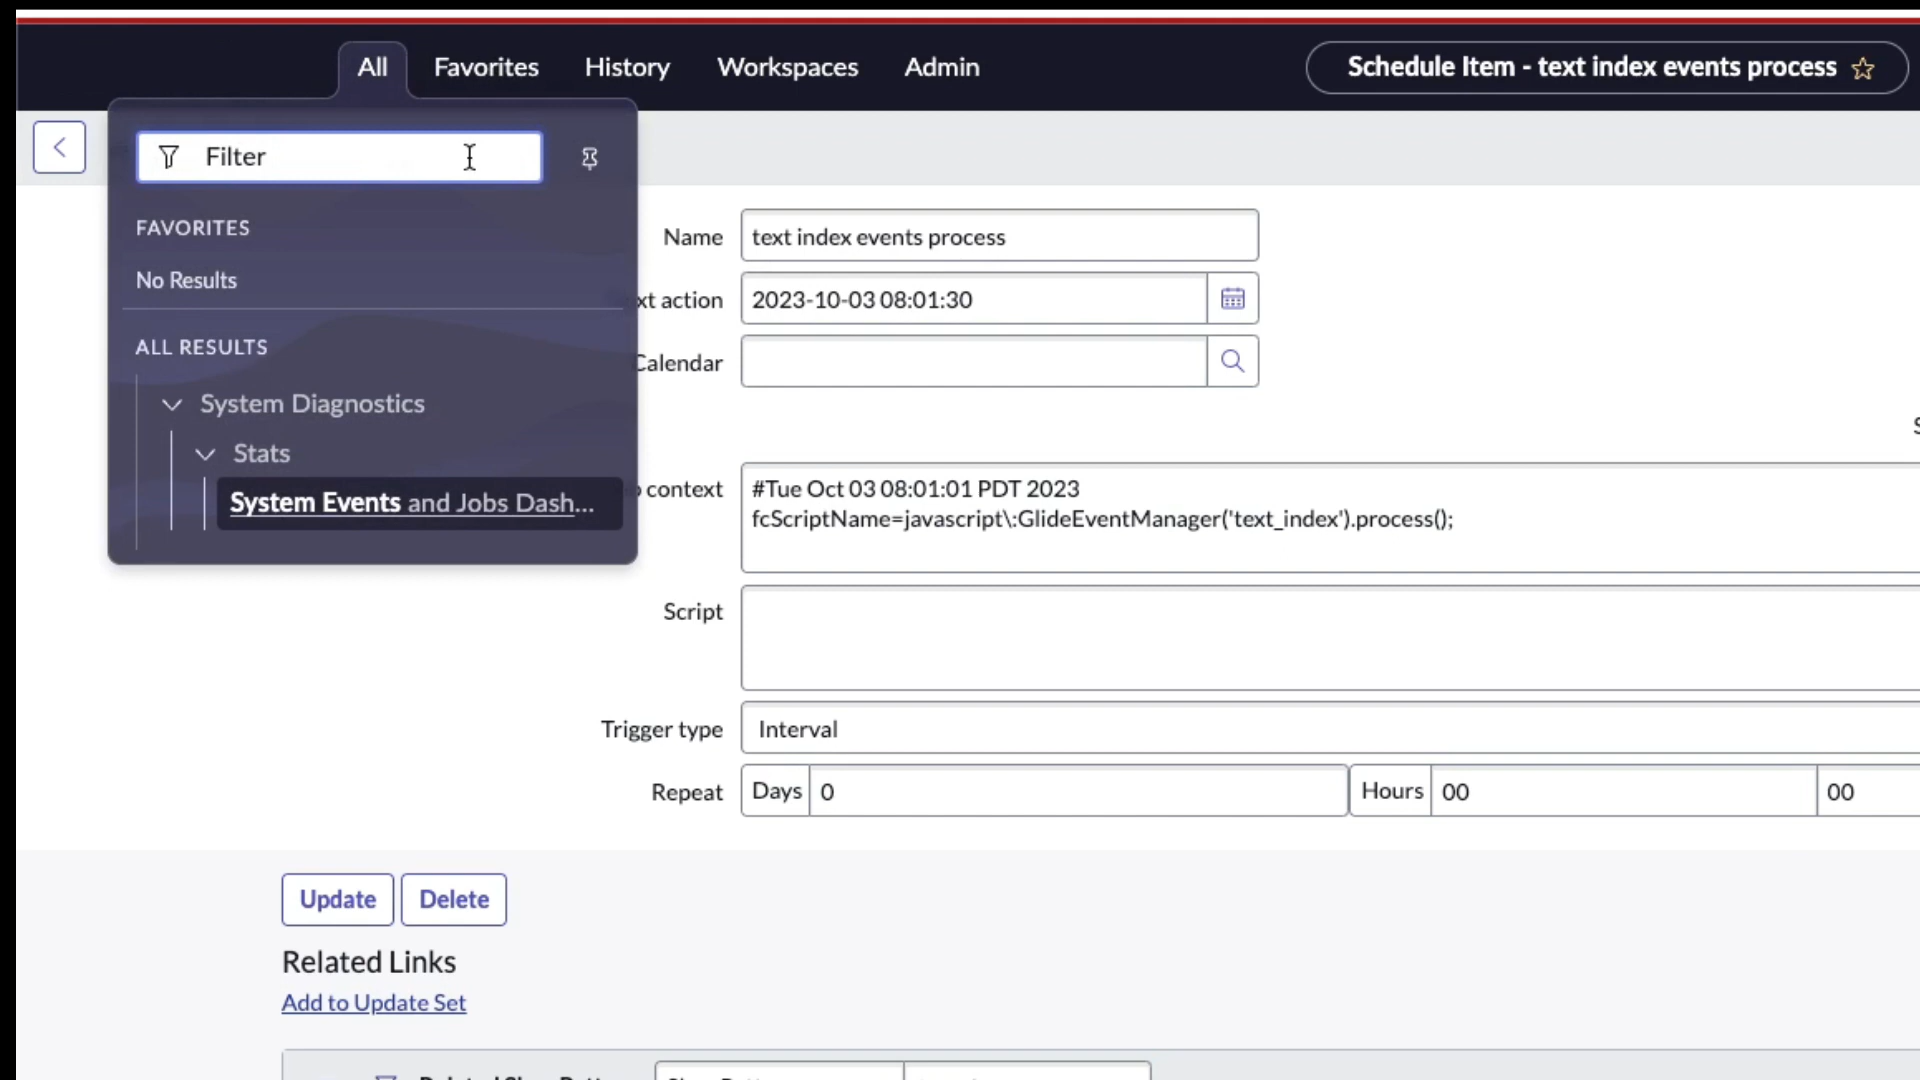 All Favorites History Workspaces Admin Schedule Item - text index events process
Filter
FAVORITES
No Results
ALL RESULTS
System Diagnostics
Stats
System Events and Jobs Dash...
Name text index events process
xt action 2023-10-03 08:01:30
Calendar
context #Tue Oct 03 08:01:01 PDT 2023
fcScriptName=javascript\:GlideEventManager('text_index').process();
Script
Trigger type Interval
Repeat Days 0 Hours 00 00
Update Delete
Related Links
Add to Update Set